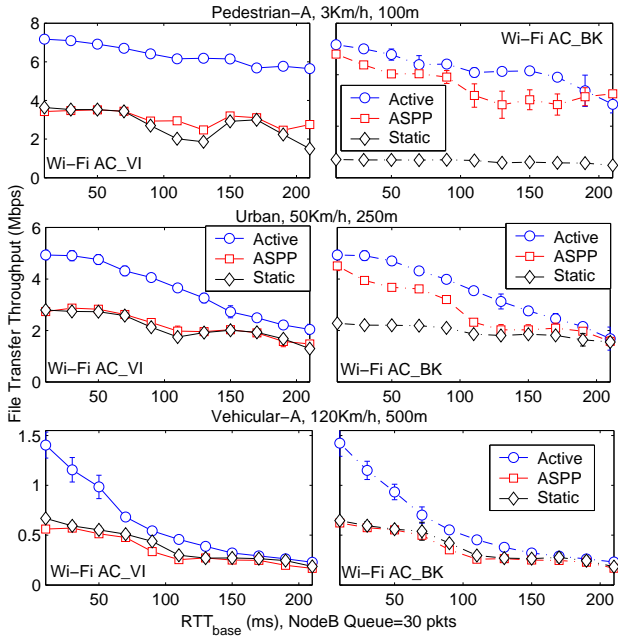 Pedestrian-A, 3Km/h, 100m
8
6
4
2
0
Wi-Fi AC_VI
50
100
150
200
Wi-Fi AC_BK
Active
ASPP
Static
50
100
150
200
File Transfer Throughput (Mbps)
Urban, 50Km/h, 250m
6
4
2
0
Active
ASPP
Static
Wi-Fi AC_VI
50
100
150
200
Active
ASPP
Static
Wi-Fi AC_BK
50
100
150
200
Vehicular-A, 120Km/h, 500m
1.5
1
0.5
0
Wi-Fi AC_VI
50
100
150
200
Active
ASPP
Static
Wi-Fi AC_BK
50
100
150
200
RTT_base (ms), NodeB Queue=30 pkts